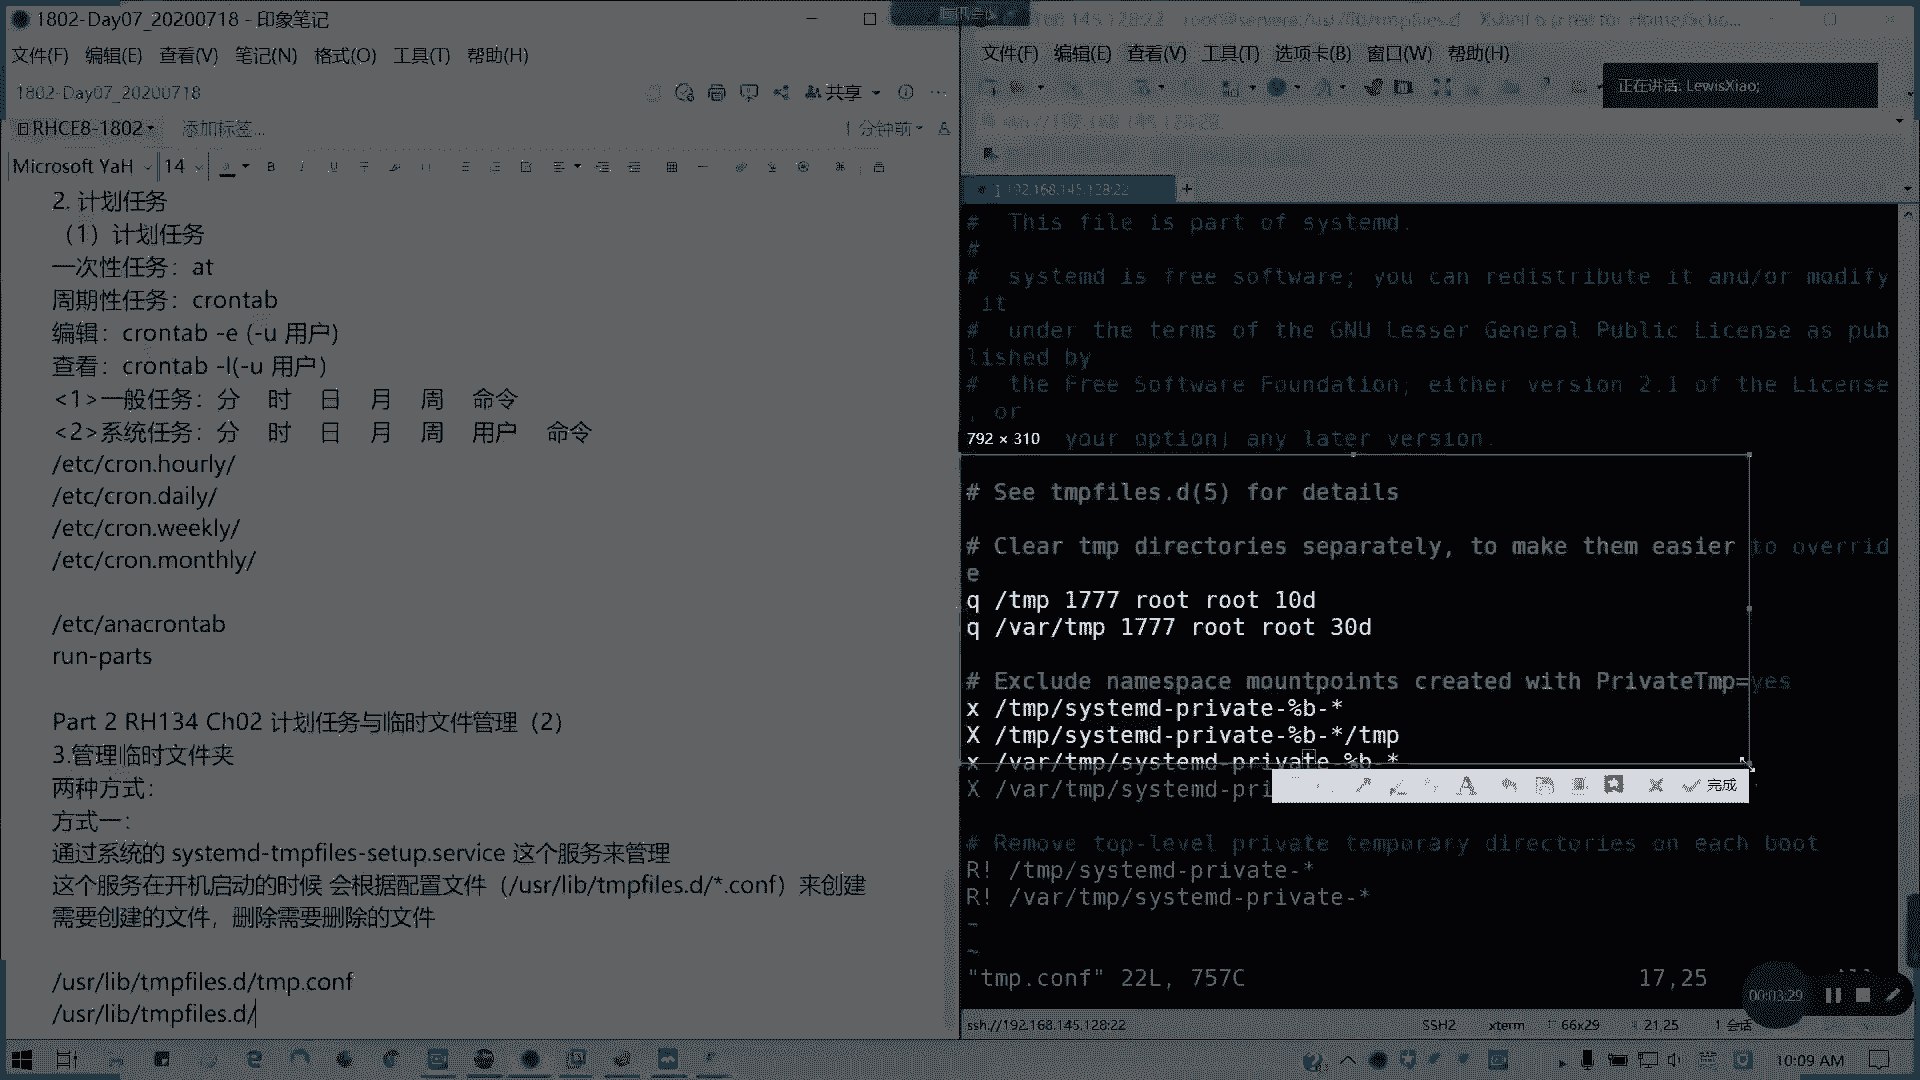 1802-Day07_20200718 - 印象笔记
文件(F) 编辑(E) 查看(V) 笔记(N) 格式(O) 工具(T) 帮助(H)
1802-Day07_20200718
共享
RHCE8-1802 添加标签...
1 分钟前
Microsoft YaH 14
2. 计划任务
（1）计划任务
一次性任务：at
周期性任务：crontab
编辑：crontab -e (-u 用户)
查看：crontab -l(-u 用户）
<1>一般任务：分 时 日 月 周 命令
<2>系统任务：分 时 日 月 周 用户 命令
/etc/cron.hourly/
/etc/cron.daily/
/etc/cron.weekly/
/etc/cron.monthly/
/etc/anacrontab
run-parts
Part 2 RH134 Ch02 计划任务与临时文件管理（2）
3.管理临时文件夹
两种方式：
方式一：
通过系统的 systemd-tmpfiles-setup.service 这个服务来管理
这个服务在开机启动的时候 会根据配置文件（/usr/lib/tmpfiles.d/*.conf）来创建
需要创建的文件，删除需要删除的文件
/usr/lib/tmpfiles.d/tmp.conf
/usr/lib/tmpfiles.d/
文件(F) 编辑(E) 查看(V) 工具(T) 选项卡(B) 窗口(W) 帮助(H)
正在讲话: LewisXiao;
1 192.168.145.128:22
# This file is part of systemd.
#
# systemd is free software; you can redistribute it and/or modify
it
# under the terms of the GNU Lesser General Public License as pub
lished by
# the Free Software Foundation; either version 2.1 of the License
, or
792 × 310
your option) any later version.
# See tmpfiles.d(5) for details
# Clear tmp directories separately, to make them easier to overrid
e
q /tmp 1777 root root 10d
q /var/tmp 1777 root root 30d
# Exclude namespace mountpoints created with PrivateTmp=yes
x /tmp/systemd-private-%b-*
X /tmp/systemd-private-%b-*/tmp
x /var/tmp/systemd-private-%b-*
X /var/tmp/systemd-pri
完成
# Remove top-level private temporary directories on each boot
R! /tmp/systemd-private-*
R! /var/tmp/systemd-private-*
~
~
"tmp.conf" 22L, 757C 17,25
00:03:29
ssh://192.168.145.128:22 SSH2 xterm 66x29 21,25 1 会话
10:09 AM